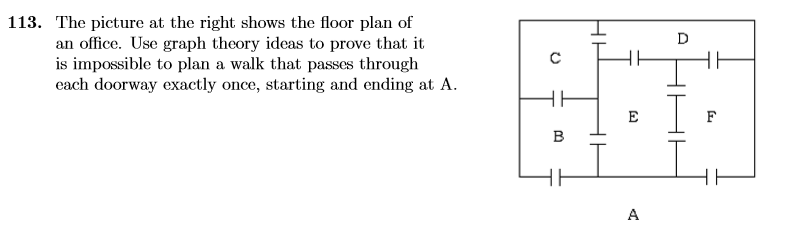 113. The picture at the right shows the floor plan of
an office. Use graph theory ideas to prove that it
is impossible to plan a walk that passes through
each doorway exactly once, starting and ending at A.
D
C
E
F
B
A